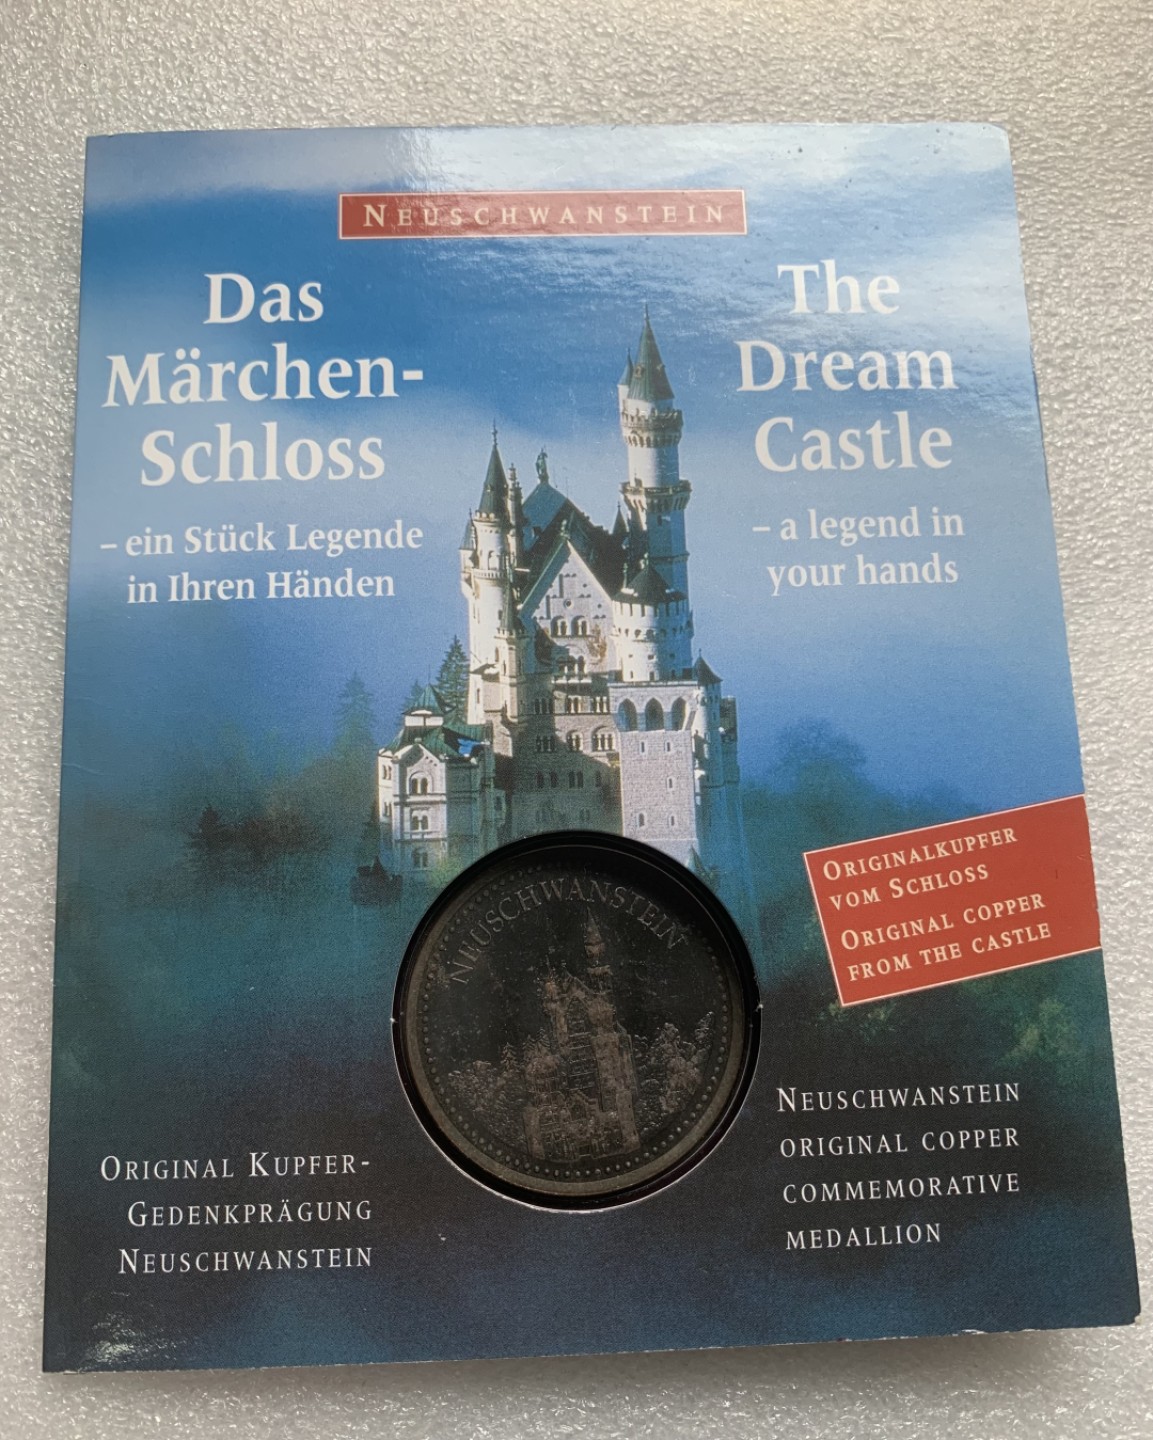 NEUSCHWANSTEIN
Das
Märchen-
Schloss
– ein Stück Legende
in Ihren Händen
The
Dream
Castle
– a legend in
your hands
ORIGINALKUPFER
VOM SCHLOSS
ORIGINAL COPPER
FROM THE CASTLE
NEUSCHWANSTEIN
ORIGINAL KUPFER-
GEDENKPRÄGUNG
NEUSCHWANSTEIN
NEUSCHWANSTEIN
ORIGINAL COPPER
COMMEMORATIVE
MEDALLION